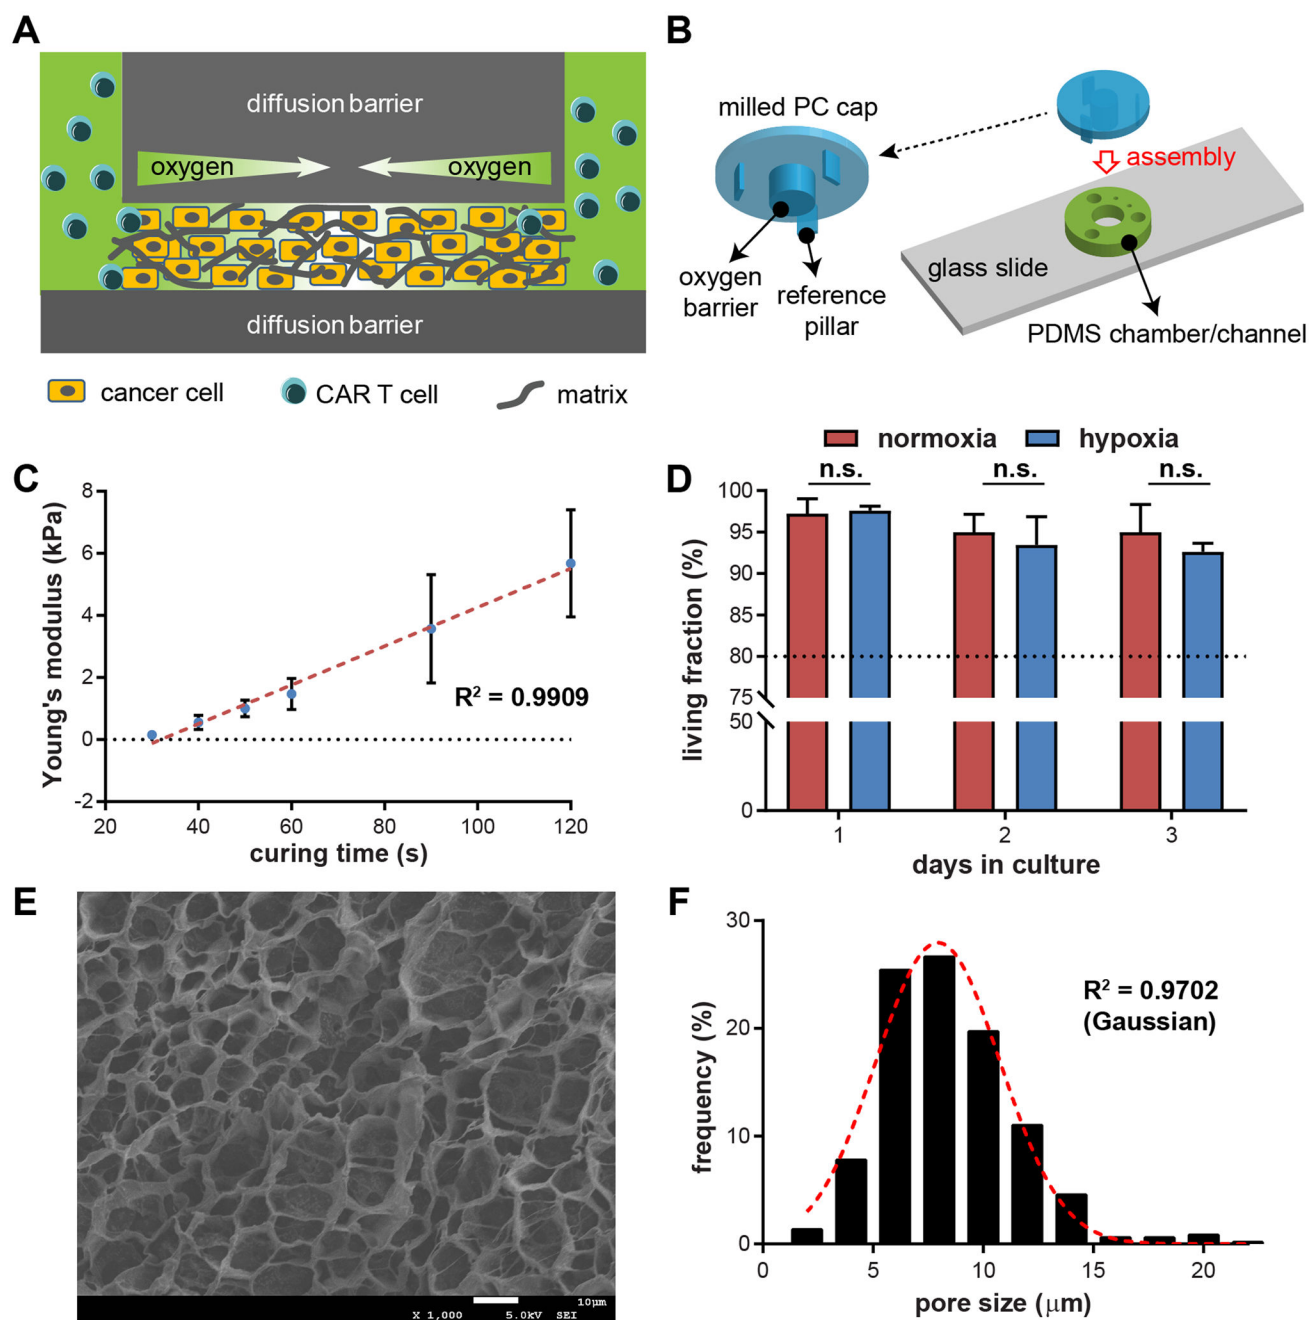 A
diffusion barrier
oxygen
oxygen
diffusion barrier
cancer cell
CAR T cell
matrix
B
milled PC cap
assembly
oxygen
barrier
reference
pillar
glass slide
PDMS chamber/channel
C
Young's modulus (kPa)
8
6
4
2
0
-2
R² = 0.9909
20
40
60
80
100
120
curing time (s)
normoxia
hypoxia
D
n.s.
n.s.
n.s.
living fraction (%)
100
95
90
85
80
75
50
0
1
2
3
days in culture
E
10μm
X 1,000
5.0kV
SEI
F
frequency (%)
30
20
10
0
R² = 0.9702
(Gaussian)
0
5
10
15
20
pore size (μm)